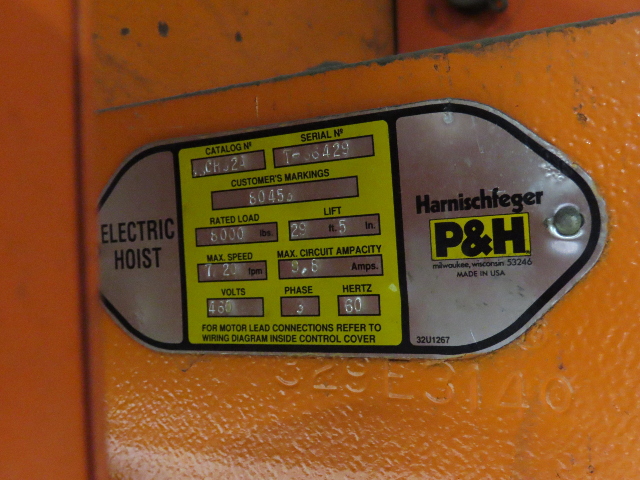 ELECTRIC
HOIST
CATALOG Nº
SERIAL Nº
CUSTOMER'S MARKINGS
RATED LOAD
LIFT
8000 lbs.
29 ft. 5 in.
MAX. SPEED
MAX. CIRCUIT AMPACITY
fpm
Amps.
VOLTS
PHASE
HERTZ
460
3
60
FOR MOTOR LEAD CONNECTIONS REFER TO
WIRING DIAGRAM INSIDE CONTROL COVER
Harnischfeger
P&H
milwaukee, wisconsin 53246
MADE IN USA
32U1267